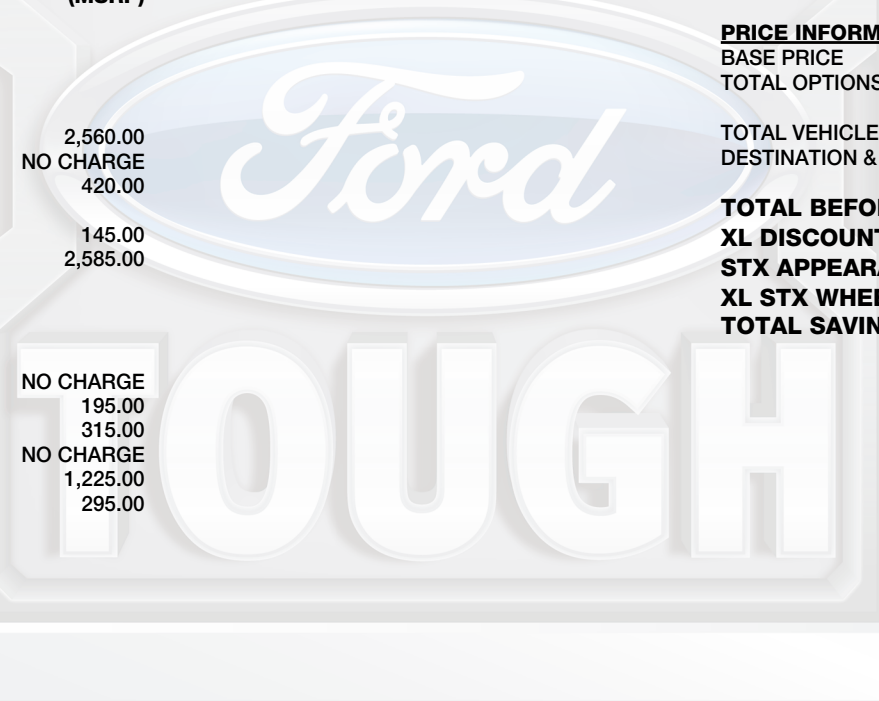 (MSRP)
2,560.00
NO CHARGE
420.00
145.00
2,585.00
NO CHARGE
195.00
315.00
NO CHARGE
1,225.00
295.00
PRICE INFORM
BASE PRICE
TOTAL OPTIONS
TOTAL VEHICLE
DESTINATION &
TOTAL BEFO
XL DISCOUNT
STX APPEAR
XL STX WHE
TOTAL SAVIN
Ford
TOUGH